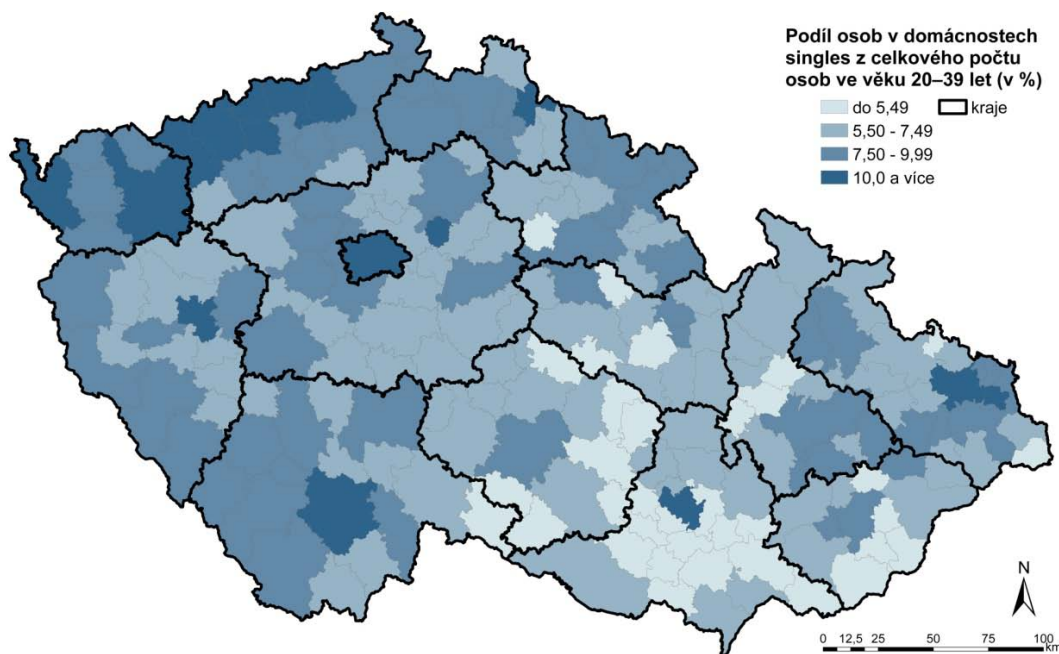 Podíl osob v domácnostech
singles z celkového počtu
osob ve věku 20–39 let (v %)
do 5,49 kraje
5,50 - 7,49
7,50 - 9,99
10,0 a více
N
0 12,5 25 50 75 100
km